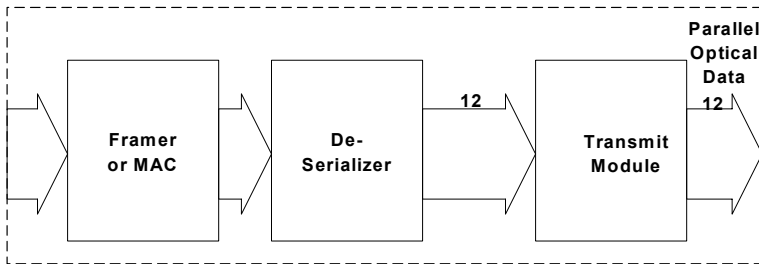 Parallel
Optical
Data
12
12
Framer
or MAC
De-
Serializer
Transmit
Module